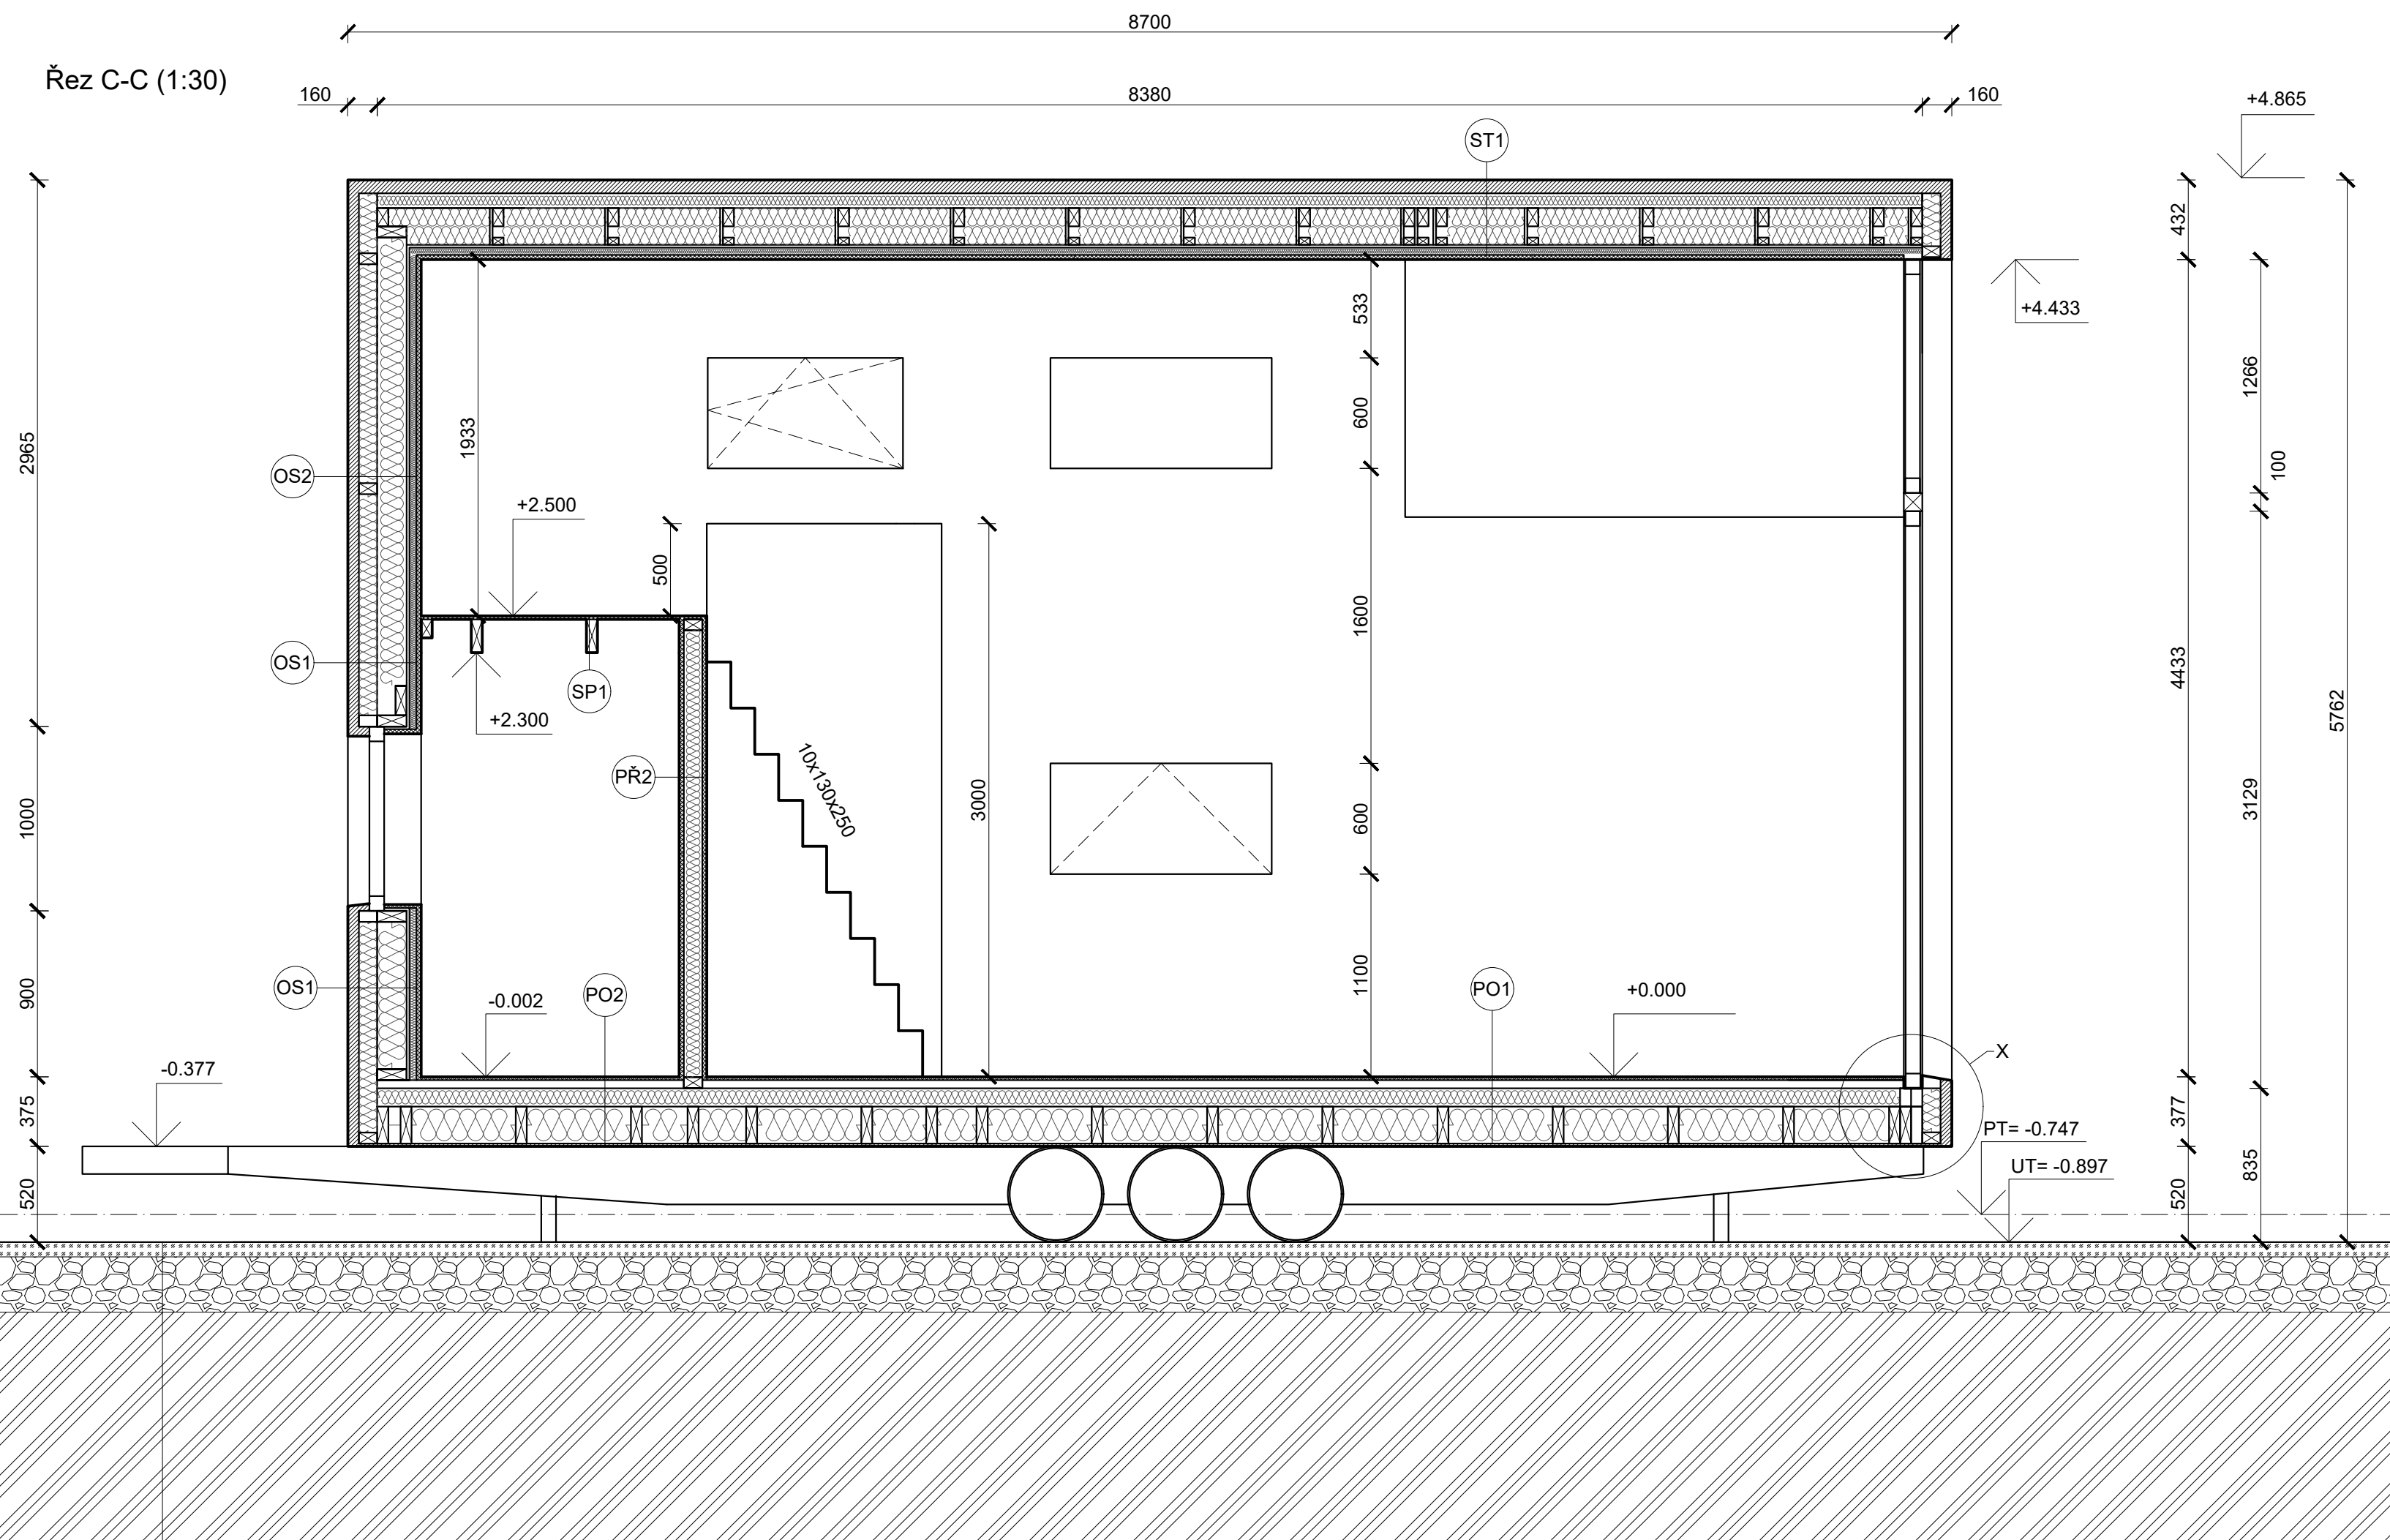 8700
Řez C-C (1:30)
160
8380
160
+4.865
ST1
432
+4.433
533
1266
600
1933
2965
OS2
100
+2.500
500
1600
4433
OS1
SP1
+2.300
5762
PŘ2
10x130x250
3000
1000
600
3129
900
OS1
-0.002
PO2
1100
PO1
+0.000
X
-0.377
375
377
PT= -0.747
UT= -0.897
835
520
520